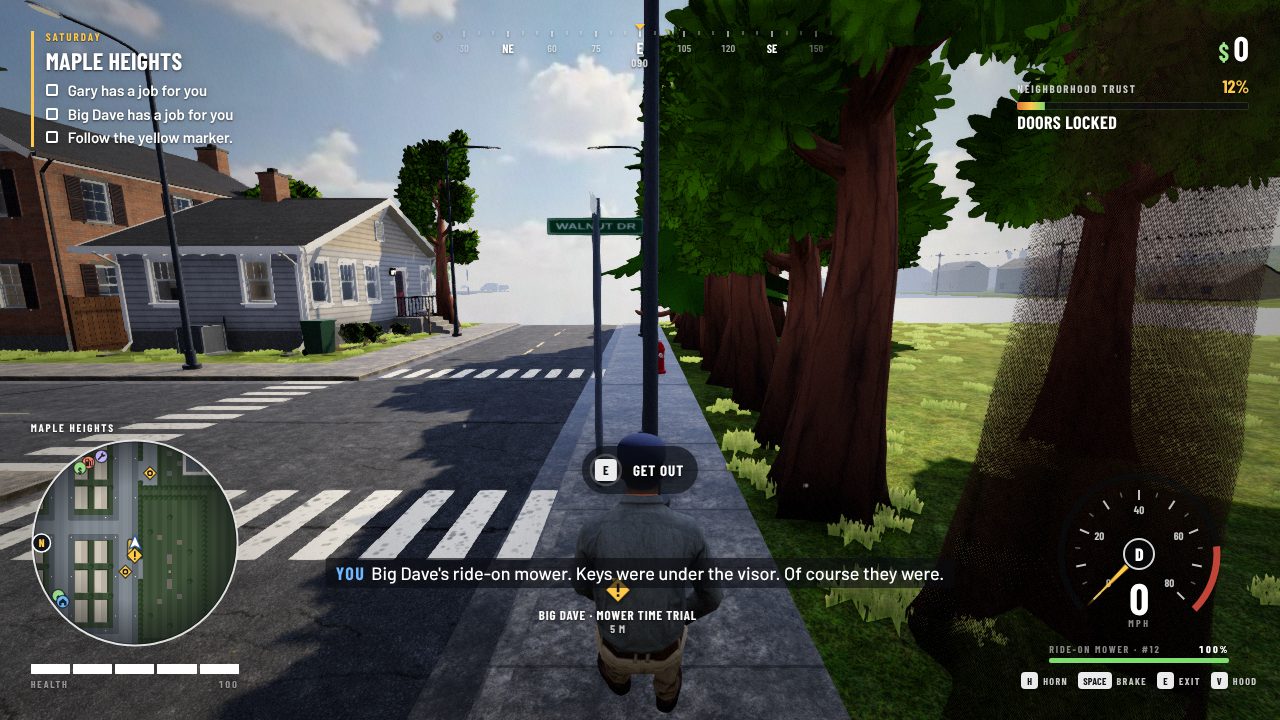 SATURDAY
MAPLE HEIGHTS
Gary has a job for you
Big Dave has a job for you
Follow the yellow marker.
30 NE 60 75 E 105 120 SE 150
090
$0
NEIGHBORHOOD TRUST 12%
DOORS LOCKED
WALNUT DR
MAPLE HEIGHTS
N
E GET OUT
YOU Big Dave's ride-on mower. Keys were under the visor. Of course they were.
BIG DAVE · MOWER TIME TRIAL
5 M
HEALTH 100
0 20 40 60 80
D
0
MPH
RIDE-ON MOWER · #12 100%
H HORN SPACE BRAKE E EXIT V HOOD